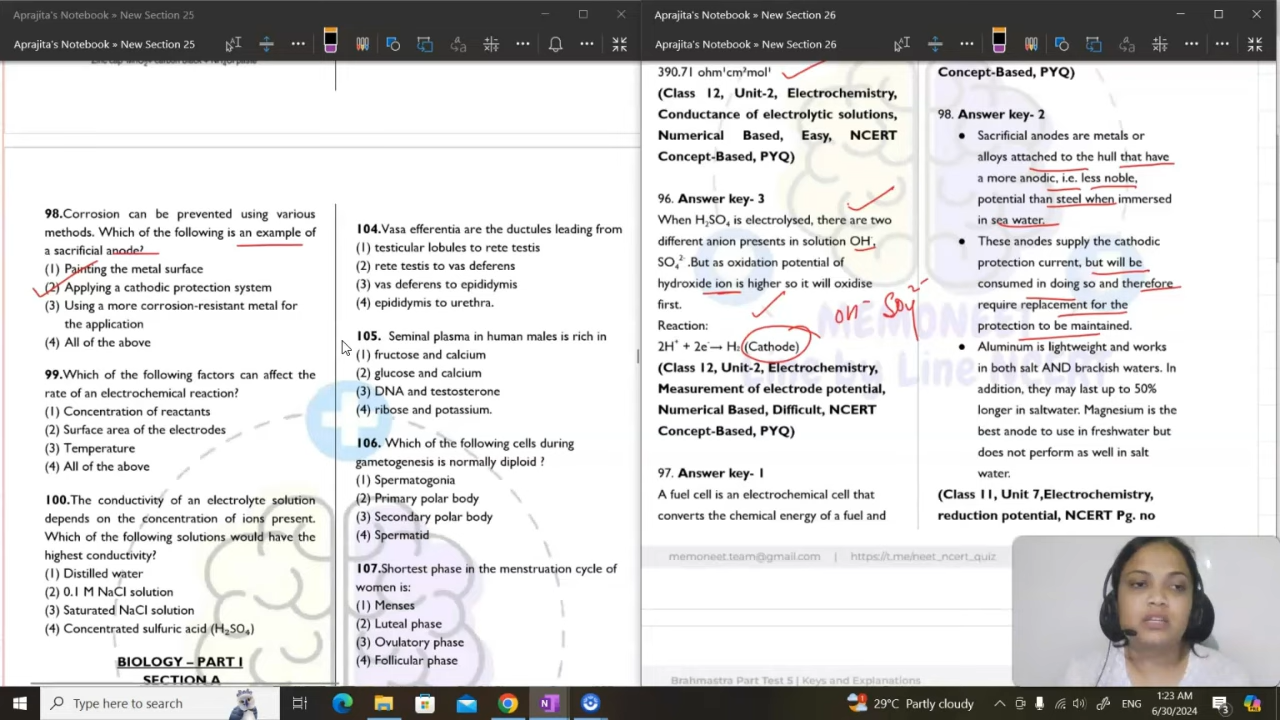 Aprajita's Notebook » New Section 25
Aprajita's Notebook » New Section 25
98.Corrosion can be prevented using various
methods. Which of the following is an example of
a sacrificial anode?
(1) Painting the metal surface
(2) Applying a cathodic protection system
(3) Using a more corrosion-resistant metal for
the application
(4) All of the above
99.Which of the following factors can affect the
rate of an electrochemical reaction?
(1) Concentration of reactants
(2) Surface area of the electrodes
(3) Temperature
(4) All of the above
100.The conductivity of an electrolyte solution
depends on the concentration of ions present.
Which of the following solutions would have the
highest conductivity?
(1) Distilled water
(2) 0.1 M NaCl solution
(3) Saturated NaCl solution
(4) Concentrated sulfuric acid (H₂SO₄)
BIOLOGY – PART I
SECTION A
104.Vasa efferentia are the ductules leading from
(1) testicular lobules to rete testis
(2) rete testis to vas deferens
(3) vas deferens to epididymis
(4) epididymis to urethra.
105. Seminal plasma in human males is rich in
(1) fructose and calcium
(2) glucose and calcium
(3) DNA and testosterone
(4) ribose and potassium.
106. Which of the following cells during
gametogenesis is normally diploid ?
(1) Spermatogonia
(2) Primary polar body
(3) Secondary polar body
(4) Spermatid
107.Shortest phase in the menstruation cycle of
women is:
(1) Menses
(2) Luteal phase
(3) Ovulatory phase
(4) Follicular phase
Aprajita's Notebook » New Section 26
Aprajita's Notebook » New Section 26
390.71 ohm¹cm²mol¹
(Class 12, Unit-2, Electrochemistry,
Conductance of electrolytic solutions,
Numerical Based, Easy, NCERT
Concept-Based, PYQ)
96. Answer key- 3
When H₂SO₄ is electrolysed, there are two
different anion presents in solution OH⁻,
SO₄²⁻ .But as oxidation potential of
hydroxide ion is higher so it will oxidise
first.
OH⁻ SO₄²⁻
Reaction:
2H⁺ + 2e⁻→ H₂ (Cathode)
(Class 12, Unit-2, Electrochemistry,
Measurement of electrode potential,
Numerical Based, Difficult, NCERT
Concept-Based, PYQ)
97. Answer key- 1
A fuel cell is an electrochemical cell that
converts the chemical energy of a fuel and
Concept-Based, PYQ)
98. Answer key- 2
• Sacrificial anodes are metals or
alloys attached to the hull that have
a more anodic, i.e. less noble,
potential than steel when immersed
in sea water.
• These anodes supply the cathodic
protection current, but will be
consumed in doing so and therefore
require replacement for the
protection to be maintained.
• Aluminum is lightweight and works
in both salt AND brackish waters. In
addition, they may last up to 50%
longer in saltwater. Magnesium is the
best anode to use in freshwater but
does not perform as well in salt
water.
(Class 11, Unit 7,Electrochemistry,
reduction potential, NCERT Pg. no
MEMONEET
Line by Line NCERT
memoneet.team@gmail.com | https://t.me/neet_ncert_quiz
Brahmastra Part Test 5 | Keys and Explanations
Type here to search
29°C Partly cloudy
ENG
1:23 AM
6/30/2024
3